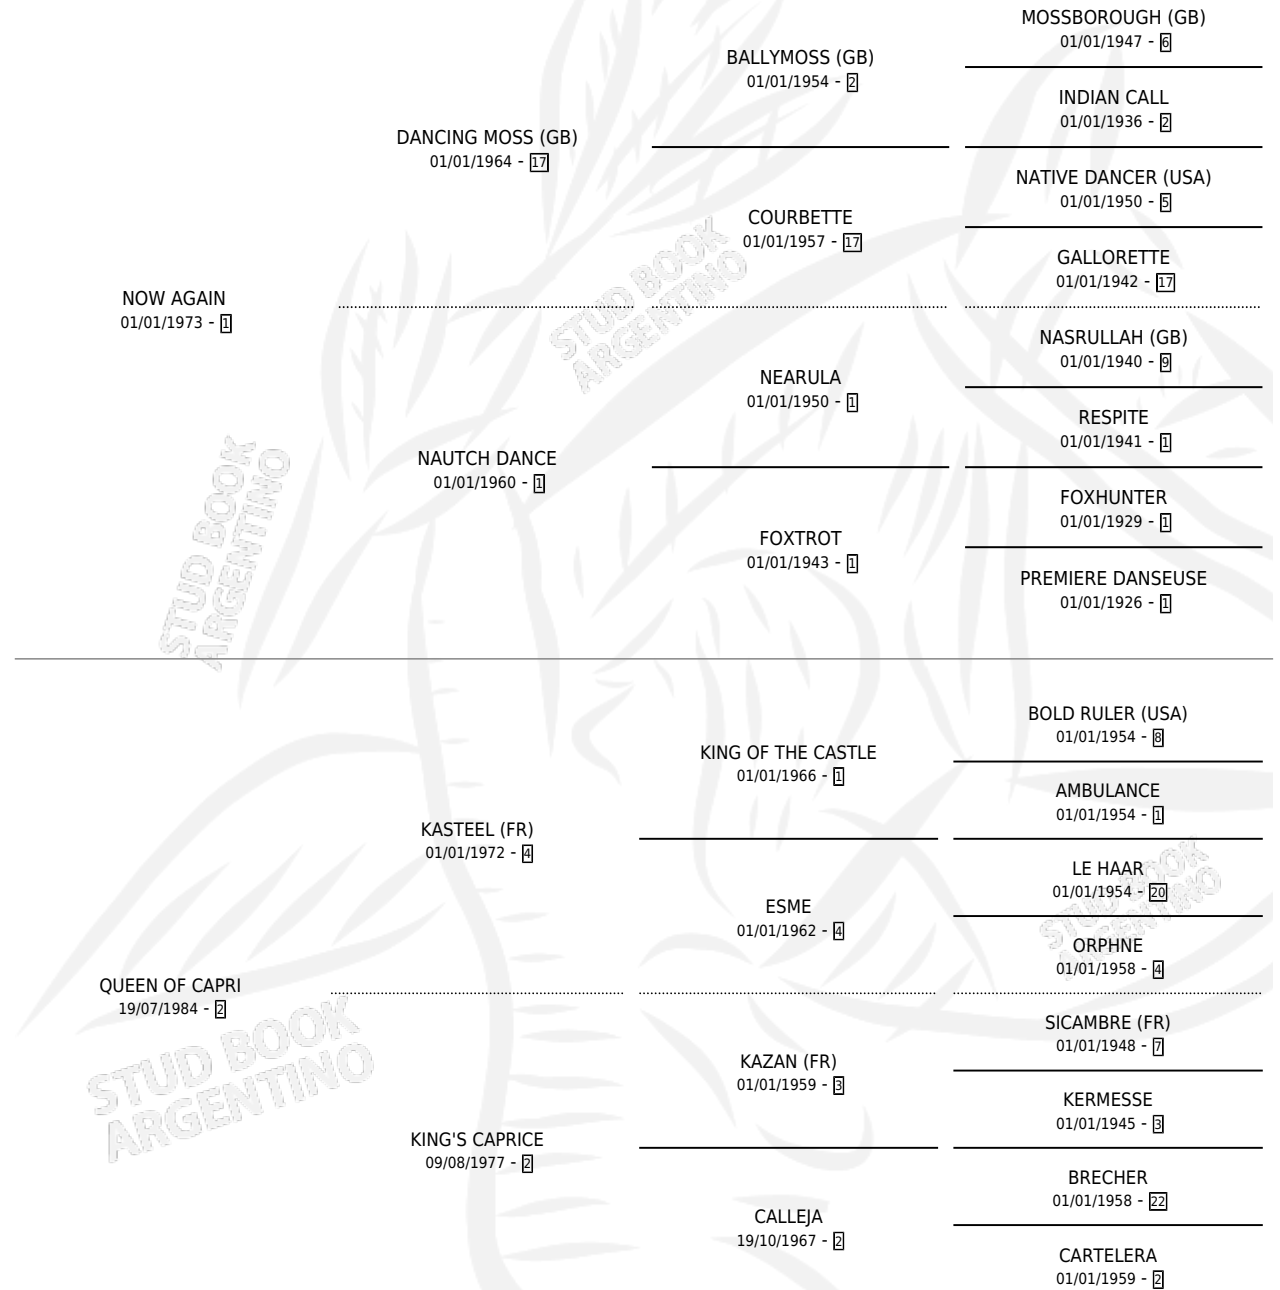 MOSSBOROUGH (GB)
01/01/1947 - 6
BALLYMOSS (GB)
01/01/1954 - 2
INDIAN CALL
01/01/1936 - 2
DANCING MOSS (GB)
01/01/1964 - 17
NATIVE DANCER (USA)
01/01/1950 - 5
COURBETTE
01/01/1957 - 17
GALLORETTE
01/01/1942 - 17
NOW AGAIN
01/01/1973 - 1
STUD BOOK
ARGENTINO
NASRULLAH (GB)
01/01/1940 - 9
NEARULA
01/01/1950 - 1
RESPITE
01/01/1941 - 1
NAUTCH DANCE
01/01/1960 - 1
FOXHUNTER
01/01/1929 - 1
FOXTROT
01/01/1943 - 1
PREMIERE DANSEUSE
01/01/1926 - 1
STUD BOOK
ARGENTINO
BOLD RULER (USA)
01/01/1954 - 8
KING OF THE CASTLE
01/01/1966 - 1
AMBULANCE
01/01/1954 - 1
KASTEEL (FR)
01/01/1972 - 4
LE HAAR
01/01/1954 - 20
ESME
01/01/1962 - 4
ORPHNE
01/01/1958 - 4
STUD BOOK
ARGENTINO
QUEEN OF CAPRI
19/07/1984 - 2
STUD BOOK
ARGENTINO
SICAMBRE (FR)
01/01/1948 - 7
KAZAN (FR)
01/01/1959 - 3
KERMESSE
01/01/1945 - 3
KING'S CAPRICE
09/08/1977 - 2
BRECHER
01/01/1958 - 22
CALLEJA
19/10/1967 - 2
CARTELERA
01/01/1959 - 2